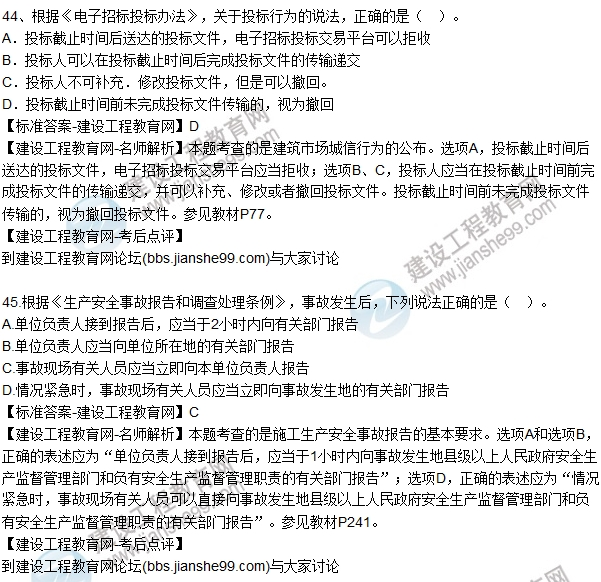 44、根据《电子招标投标办法》，关于投标行为的说法，正确的是（　）。
A．投标截止时间后送达的投标文件，电子招标投标交易平台可以拒收
B．投标人可以在投标截止时间后完成投标文件的传输递交
C．投标人不可补充．修改投标文件，但是可以撤回。
D．投标截止时间前未完成投标文件传输的，视为撤回
【标准答案-建设工程教育网】D
【建设工程教育网-名师解析】本题考查的是建筑市场诚信行为的公布。选项A，投标截止时间后
送达的投标文件，电子招标投标交易平台应当拒收；选项B、C，投标人应当在投标截止时间前完
成投标文件的传输递交，并可以补充、修改或者撤回投标文件。投标截止时间前未完成投标文件
传输的，视为撤回投标文件。参见教材P77。
【建设工程教育网-考后点评】
到建设工程教育网论坛(bbs.jianshe99.com)与大家讨论
45.根据《生产安全事故报告和调查处理条例》，事故发生后，下列说法正确的是（　）。
A.单位负责人接到报告后，应当于2小时内向有关部门报告
B.单位负责人应当向单位所在地的有关部门报告
C.事故现场有关人员应当立即向本单位负责人报告
D.情况紧急时，事故现场有关人员应当立即向事故发生地的有关部门报告
【标准答案-建设工程教育网】C
【建设工程教育网-名师解析】本题考查的是施工生产安全事故报告的基本要求。选项A和选项B，
正确的表述应为“单位负责人接到报告后，应当于1小时内向事故发生地县级以上人民政府安全生
产监督管理部门和负有安全生产监督管理职责的有关部门报告”；选项D，正确的表述应为“情况
紧急时，事故现场有关人员可以直接向事故发生地县级以上人民政府安全生产监督管理部门和负
有安全生产监督管理职责的有关部门报告”。参见教材P241。
【建设工程教育网-考后点评】
到建设工程教育网论坛(bbs.jianshe99.com)与大家讨论
建设工程教育网
www.jianshe99.com
建设工程教育网
www.jianshe99.com
建设工程教育网
www.jianshe99.com